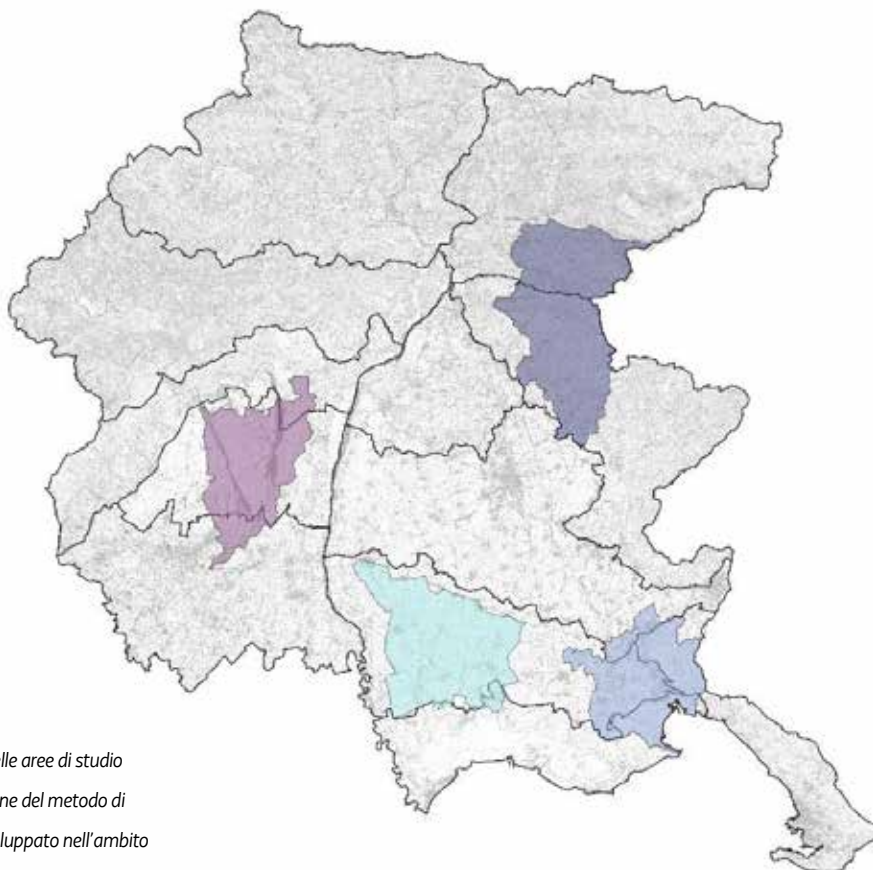 lle aree di studio
ne del metodo di
luppato nell'ambito